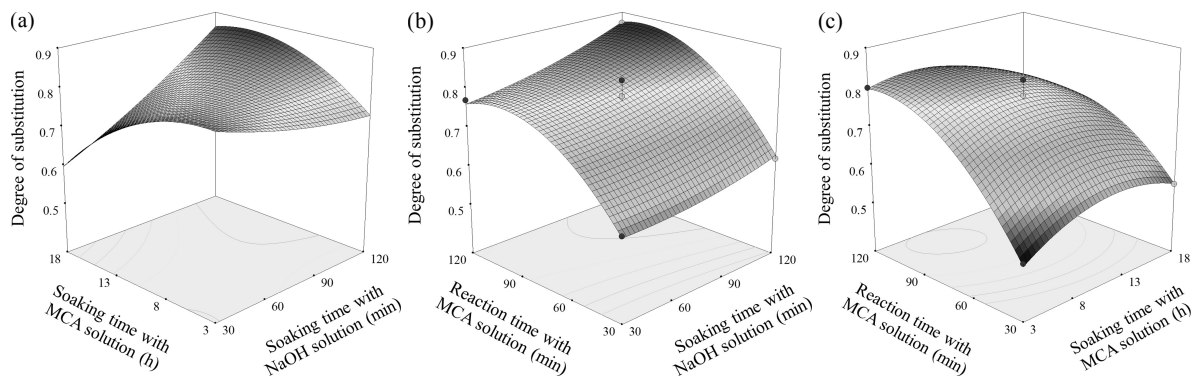 (a)
Degree of substitution
0.9
0.8
0.7
0.6
0.5
18
13
8
3
Soaking time with
MCA solution (h)
30
60
90
120
Soaking time with
NaOH solution (min)
(b)
Degree of substitution
0.9
0.8
0.7
0.6
0.5
120
90
60
30
Reaction time with
MCA solution (min)
30
60
90
120
Soaking time with
NaOH solution (min)
(c)
Degree of substitution
0.9
0.8
0.7
0.6
0.5
120
90
60
30
Reaction time with
MCA solution (min)
3
8
13
18
Soaking time with
MCA solution (h)